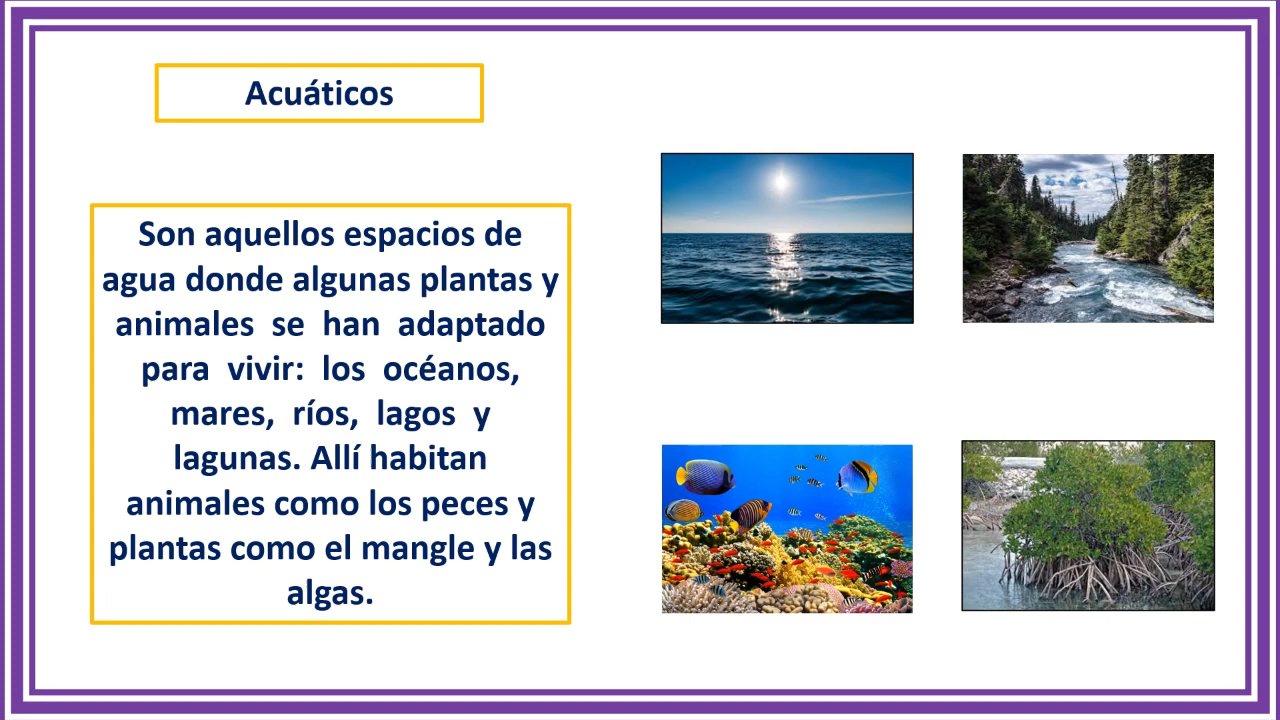 Acuáticos
Son aquellos espacios de
agua donde algunas plantas y
animales se han adaptado
para vivir: los océanos,
mares, ríos, lagos y
lagunas. Allí habitan
animales como los peces y
plantas como el mangle y las
algas.